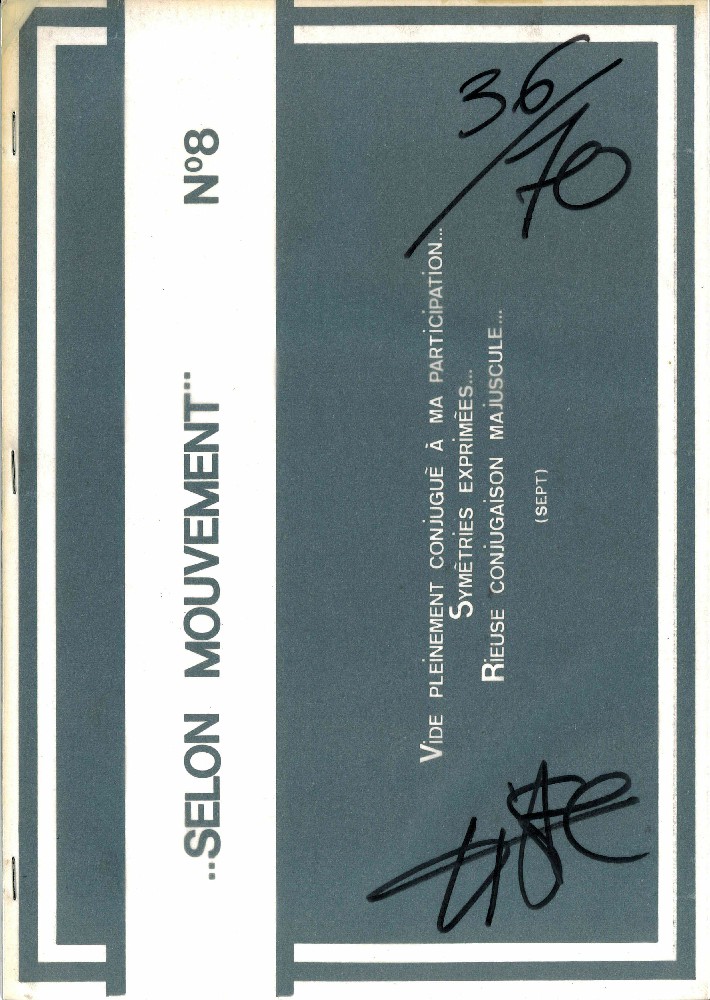 ..SELON MOUVEMENT.. N°8
36/70
VIDE PLEINEMENT CONJUGUÉ À MA PARTICIPATION...
SYMÉTRIES EXPRIMÉES...
RIEUSE CONJUGAISON MAJUSCULE...
(SEPT)